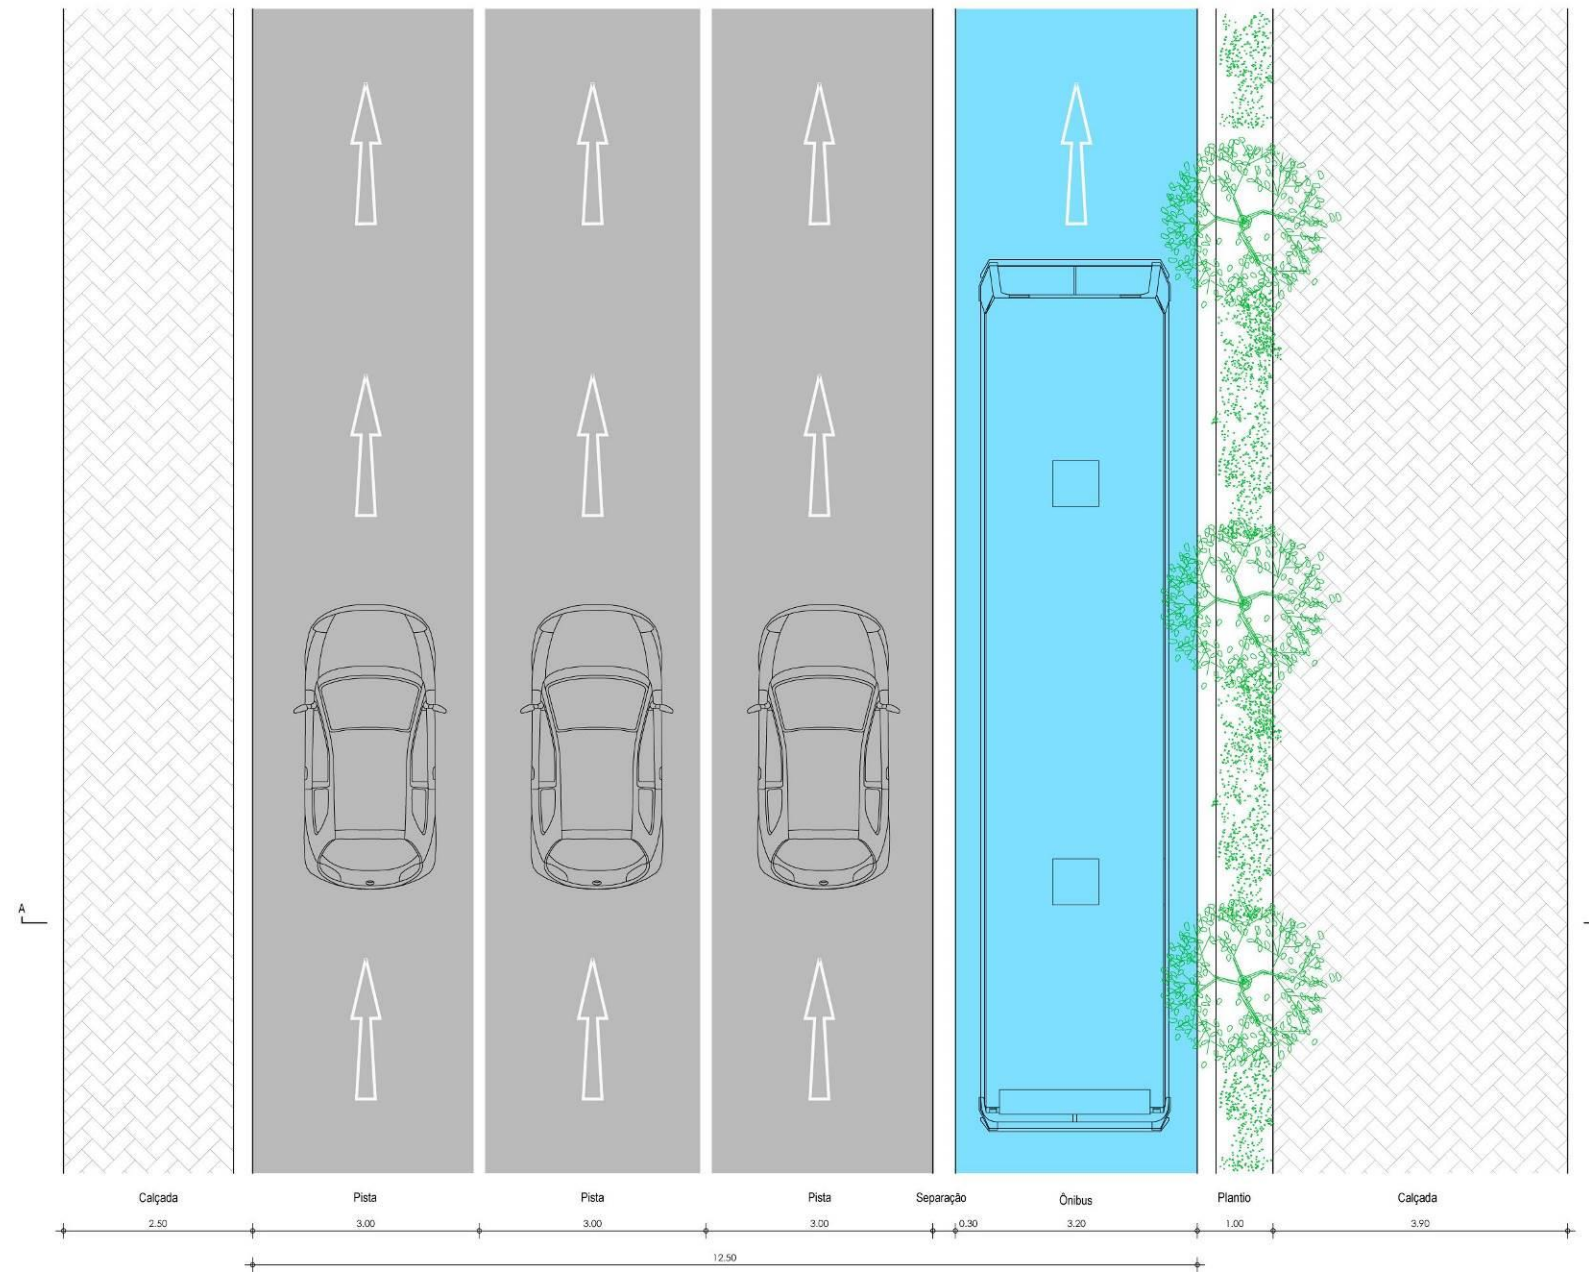 A
Calçada Pista Pista Pista Separação Ônibus Plantio Calçada
2.50 3.00 3.00 3.00 0.30 3.20 1.00 3.90
12.50